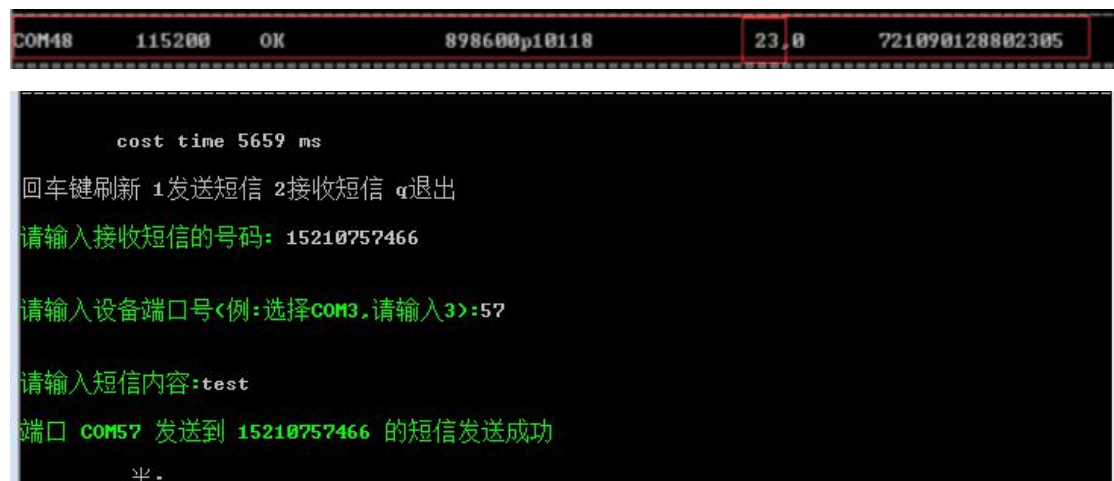 COM48 115200 OK 898600p10118 23,0 721090128802305
cost time 5659 ms
回车键刷新 1发送短信 2接收短信 q退出
请输入接收短信的号码: 15210757466
请输入设备端口号(例:选择COM3,请输入3):57
请输入短信内容:test
端口 COM57 发送到 15210757466 的短信发送成功